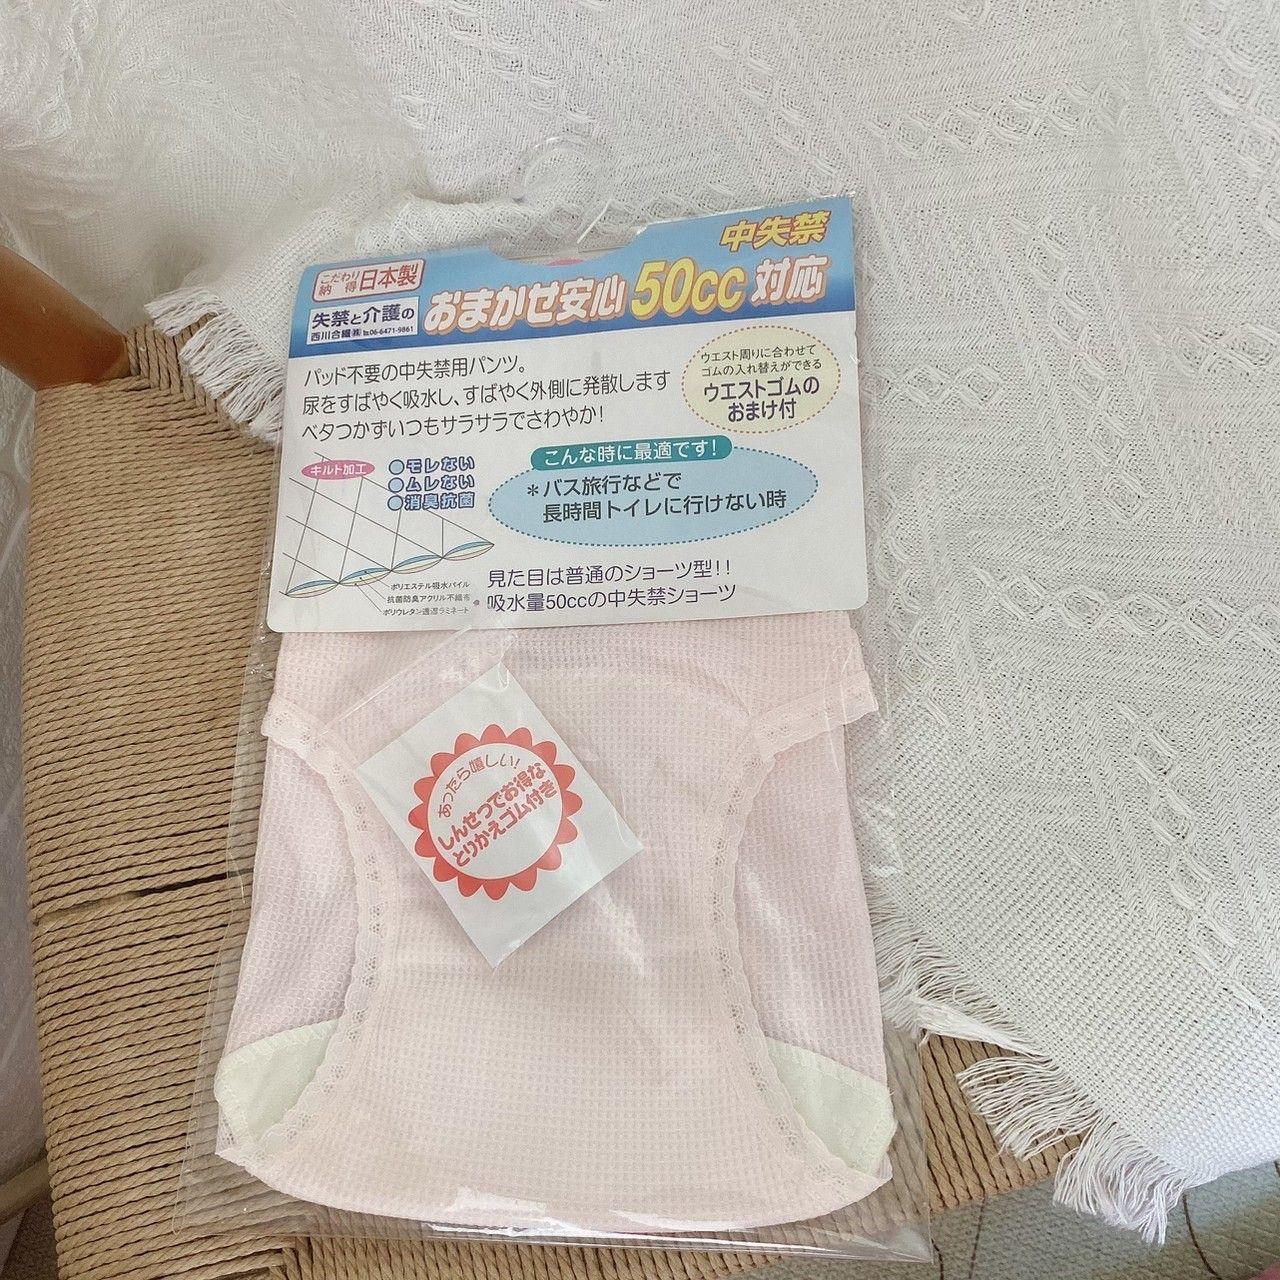 中失禁
こだわり
納得
日本製
おまかせ安心50cc対応
失禁と介護の
西川合繊㈱ ℡06-6471-9861
パッド不要の中失禁用パンツ。
尿をすばやく吸水し、すばやく外側に発散します
ベタつかずいつもサラサラでさわやか!
ウエスト周りに合わせて
ゴムの入れ替えができる
ウエストゴムの
おまけ付
キルト加工
●モレない
●ムレない
●消臭抗菌
こんな時に最適です!
*バス旅行などで
長時間トイレに行けない時
ポリエステル吸水パイル
抗菌防臭アクリル不織布
ポリウレタン透湿ラミネート
見た目は普通のショーツ型!!
吸水量50ccの中失禁ショーツ
あったら嬉しい!
しんせつでお得な
とりかえゴム付き